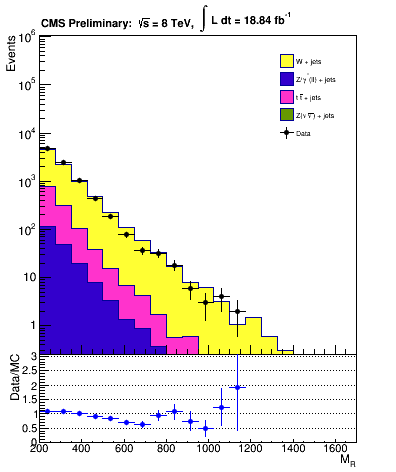 CMS Preliminary: √s = 8 TeV, ∫ L dt = 18.84 fb⁻¹
Events
10⁶
10⁵
10⁴
10³
10²
10
1
W + jets
Z/γ*(ll) + jets
t t̄ + jets
Z(ν ν̄) + jets
Data
Data/MC
3
2.5
2
1.5
1
0.5
0
200 400 600 800 1000 1200 1400 1600
M_R